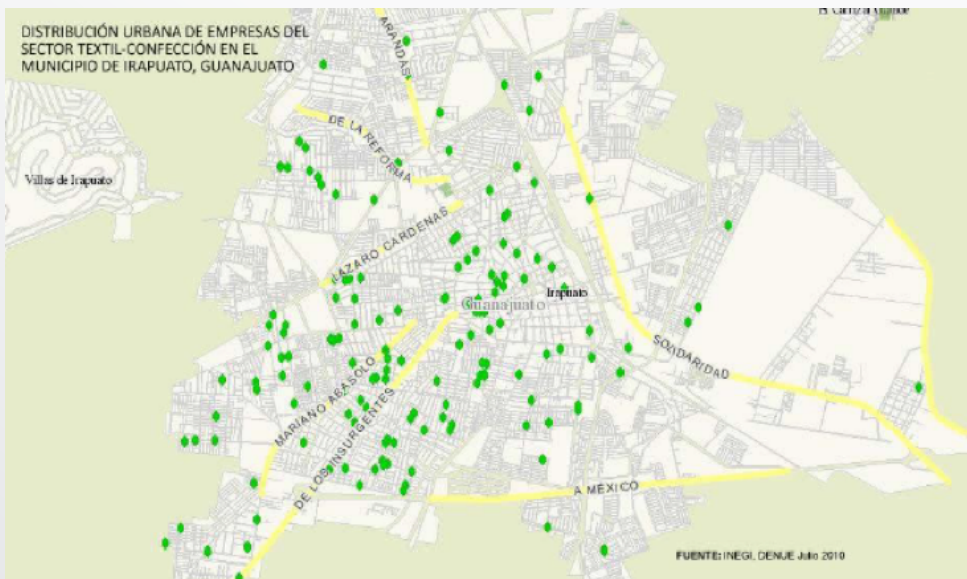 DISTRIBUCIÓN URBANA DE EMPRESAS DEL
SECTOR TEXTIL-CONFECCIÓN EN EL
MUNICIPIO DE IRAPUATO, GUANAJUATO
ARANDAS
DE LA REFORMA
Villas de Irapuato
LAZARO CARDENAS
Irapuato
Guanajuato
SOLIDARIDAD
MARIANO ABASOLO
DE LOS INSURGENTES
A MÉXICO
FUENTE: INEGI, DENUE Julio 2010